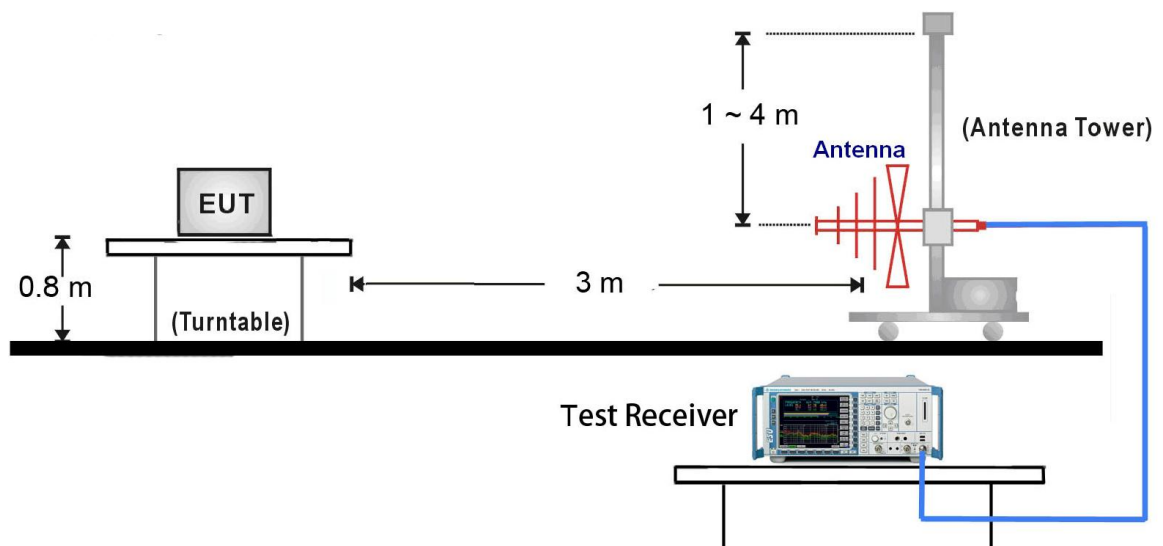 1 ~ 4 m
(Antenna Tower)
Antenna
EUT
0.8 m
3 m
(Turntable)
Test Receiver